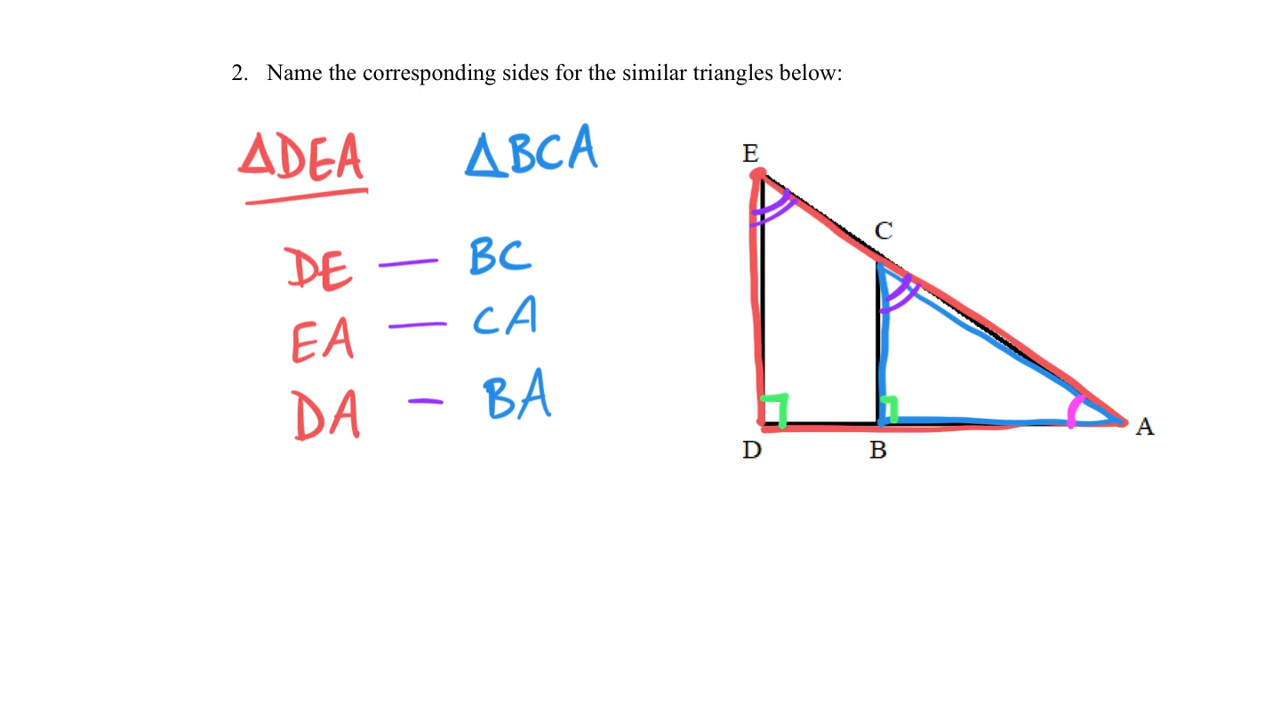 2. Name the corresponding sides for the similar triangles below:
ΔDEA ΔBCA
DE — BC
EA — CA
DA — BA
E
C
A
D B